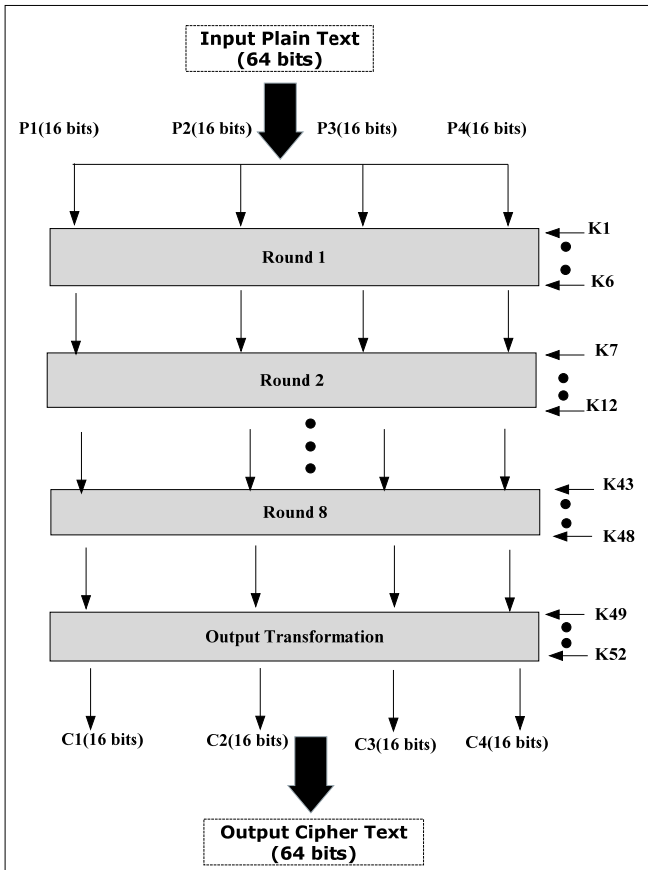 Input Plain Text
(64 bits)
P1(16 bits) P2(16 bits) P3(16 bits) P4(16 bits)
K1
Round 1
K6
K7
Round 2
K12
K43
Round 8
K48
K49
Output Transformation
K52
C1(16 bits) C2(16 bits) C3(16 bits) C4(16 bits)
Output Cipher Text
(64 bits)